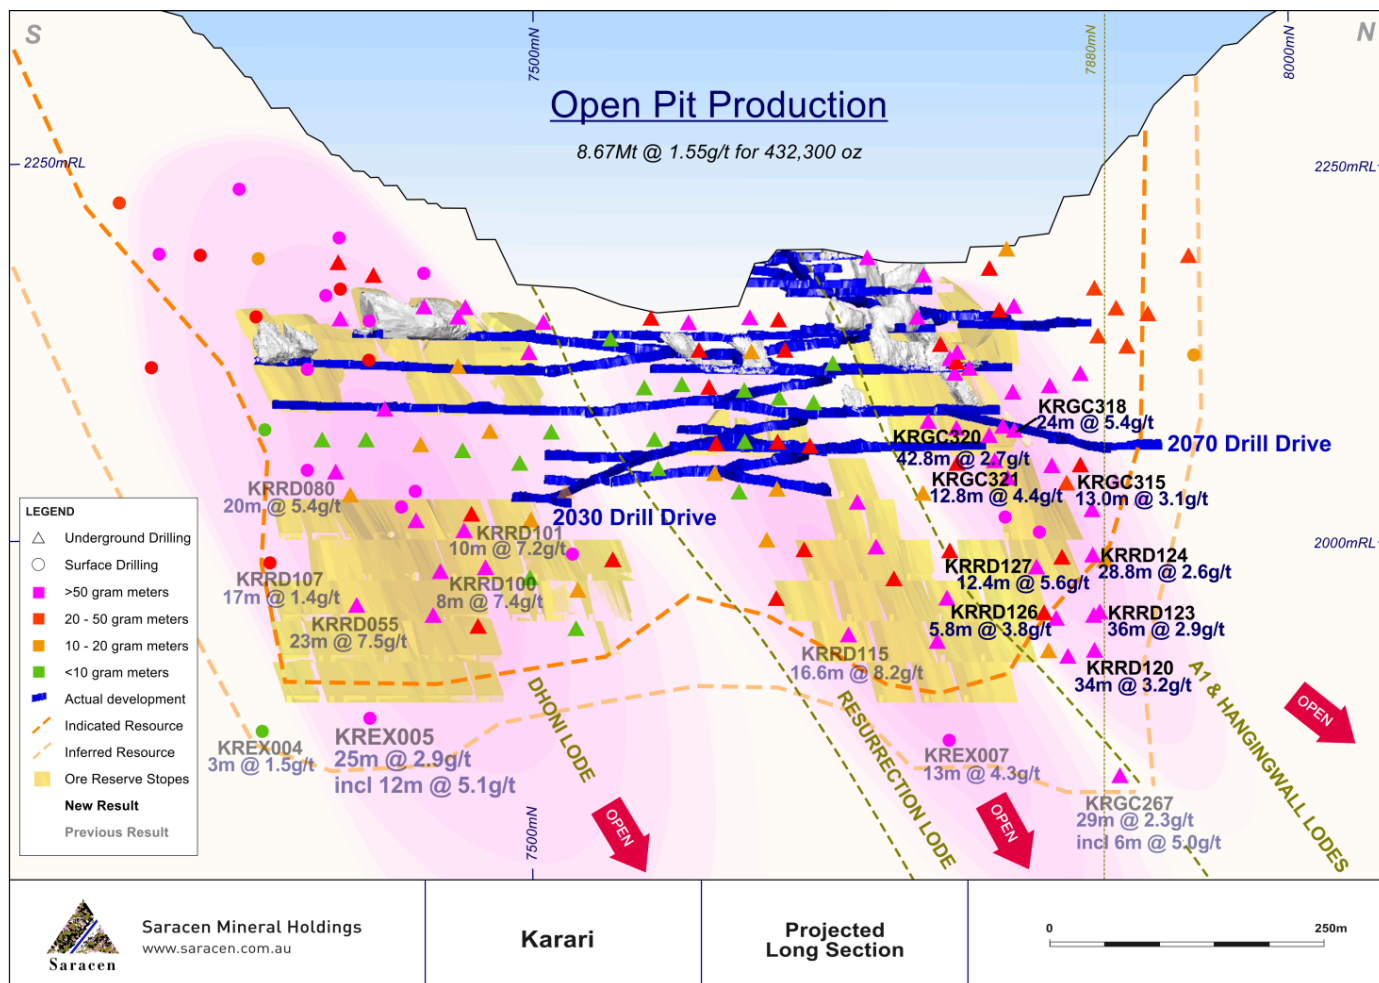 S
N
7500mN
7880mN
8000mN
Open Pit Production
8.67Mt @ 1.55g/t for 432,300 oz
2250mRL
2250mRL
KRGC318
24m @ 5.4g/t
KRGC320
42.8m @ 2.7g/t
2070 Drill Drive
KRGC321
12.8m @ 4.4g/t
KRGC315
13.0m @ 3.1g/t
KRRD080
20m @ 5.4g/t
2030 Drill Drive
KRRD101
10m @ 7.2g/t
2000mRL
KRRD124
28.8m @ 2.6g/t
KRRD127
12.4m @ 5.6g/t
KRRD107
17m @ 1.4g/t
KRRD100
8m @ 7.4g/t
KRRD126
5.8m @ 3.8g/t
KRRD123
36m @ 2.9g/t
KRRD055
23m @ 7.5g/t
KRRD115
16.6m @ 8.2g/t
KRRD120
34m @ 3.2g/t
LEGEND
Underground Drilling
Surface Drilling
>50 gram meters
20 - 50 gram meters
10 - 20 gram meters
<10 gram meters
Actual development
Indicated Resource
Inferred Resource
Ore Reserve Stopes
New Result
Previous Result
KREX004
3m @ 1.5g/t
KREX005
25m @ 2.9g/t
incl 12m @ 5.1g/t
DHONI LODE
RESURRECTION LODE
A1 & HANGINGWALL LODES
KREX007
13m @ 4.3g/t
KRGC267
29m @ 2.3g/t
incl 6m @ 5.0g/t
OPEN
OPEN
OPEN
7500mN
Saracen
Saracen Mineral Holdings
www.saracen.com.au
Karari
Projected
Long Section
0
250m